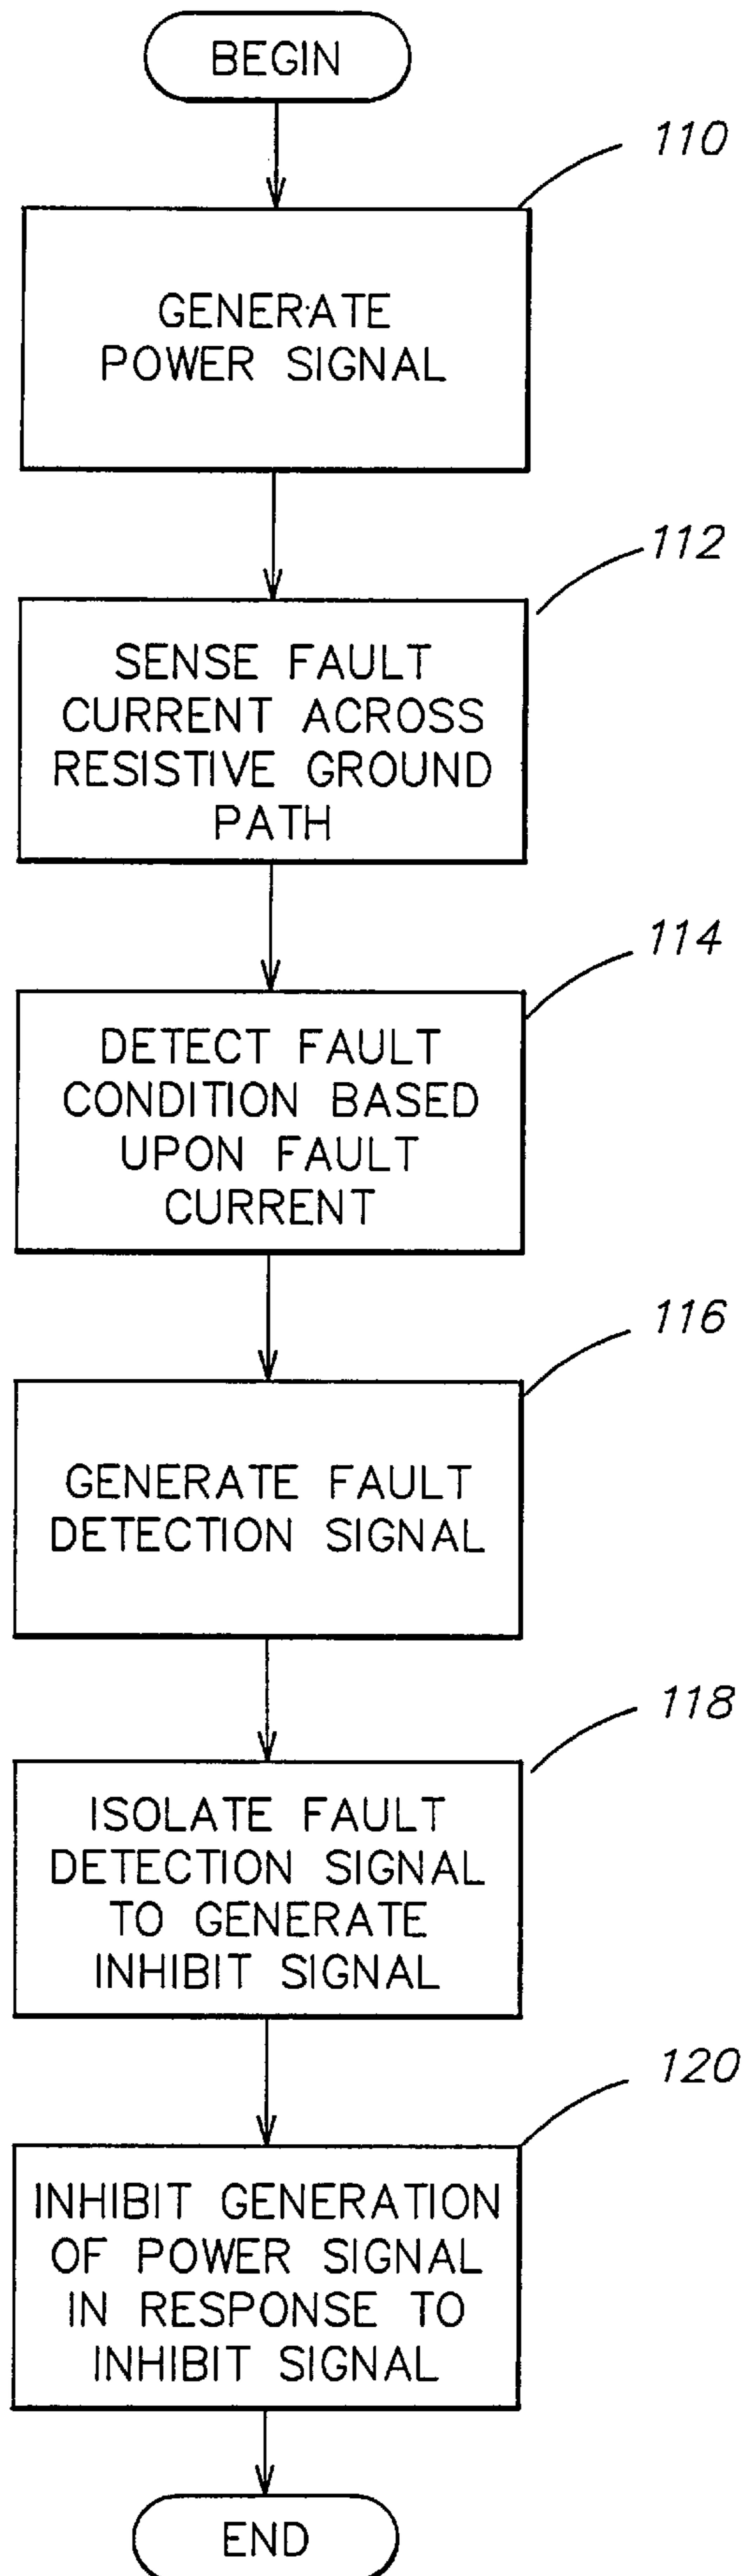 BEGIN
110
GENERATE
POWER SIGNAL
112
SENSE FAULT
CURRENT ACROSS
RESISTIVE GROUND
PATH
114
DETECT FAULT
CONDITION BASED
UPON FAULT
CURRENT
116
GENERATE FAULT
DETECTION SIGNAL
118
ISOLATE FAULT
DETECTION SIGNAL
TO GENERATE
INHIBIT SIGNAL
120
INHIBIT GENERATION
OF POWER SIGNAL
IN RESPONSE TO
INHIBIT SIGNAL
END